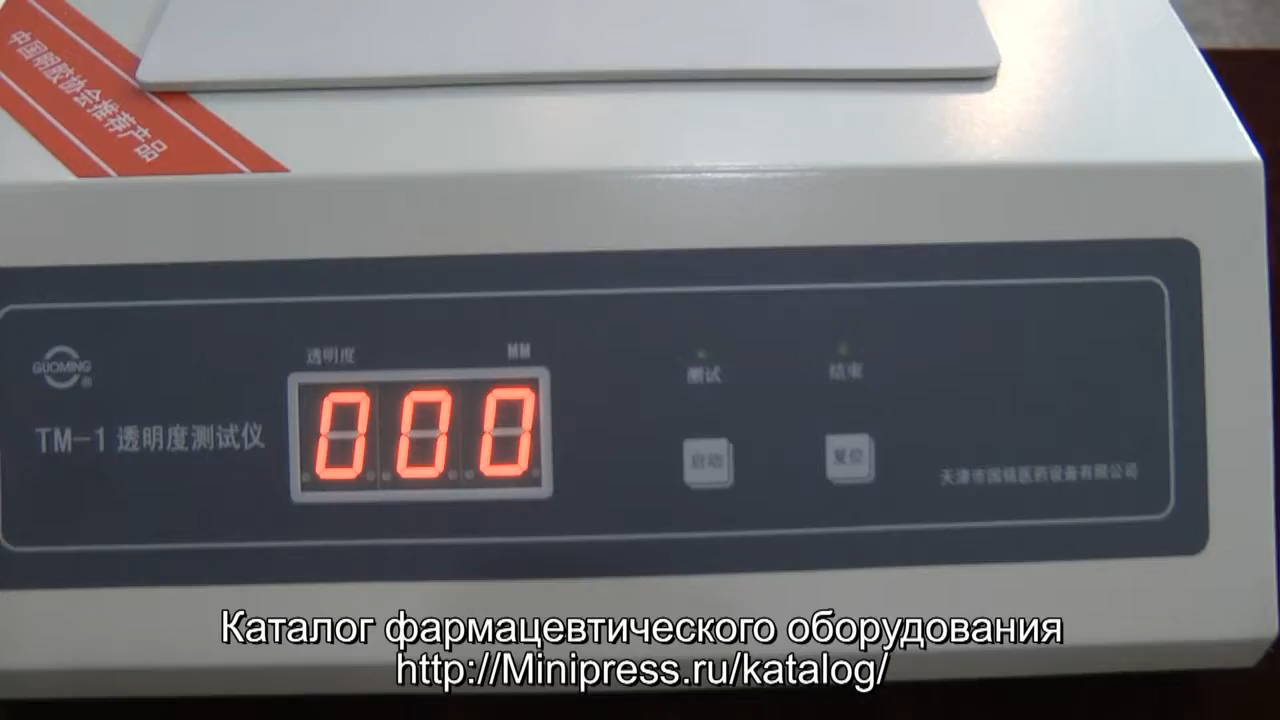 中国明胶协会推荐产品
GUOMING
透明度
MM
测试
结束
TM-1 透明度测试仪
000
启动
复位
天津市国铭医药设备有限公司
Каталог фармацевтического оборудования
http://Minipress.ru/katalog/